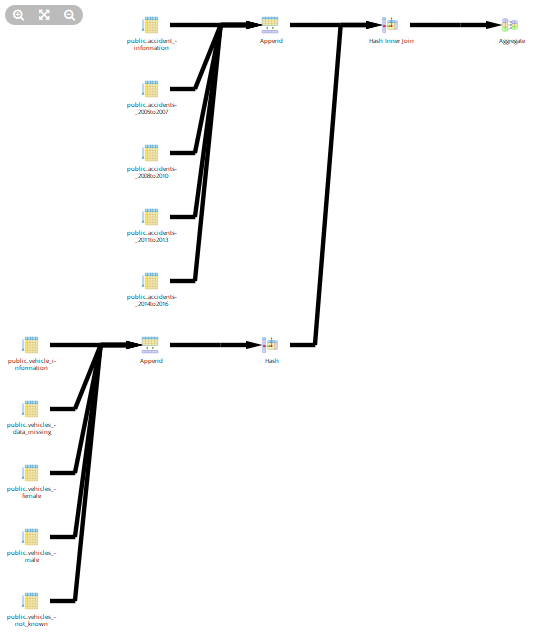 public.accident_-
information
Append
Hash Inner Join
Aggregate
public.accidents-
_2005to2007
public.accidents-
_2008to2010
public.accidents-
_2011to2013
public.accidents-
_2014to2016
public.vehicle_i-
nformation
Append
Hash
public.vehicles_-
data_missing
public.vehicles_-
female
public.vehicles_-
male
public.vehicles_-
not_known